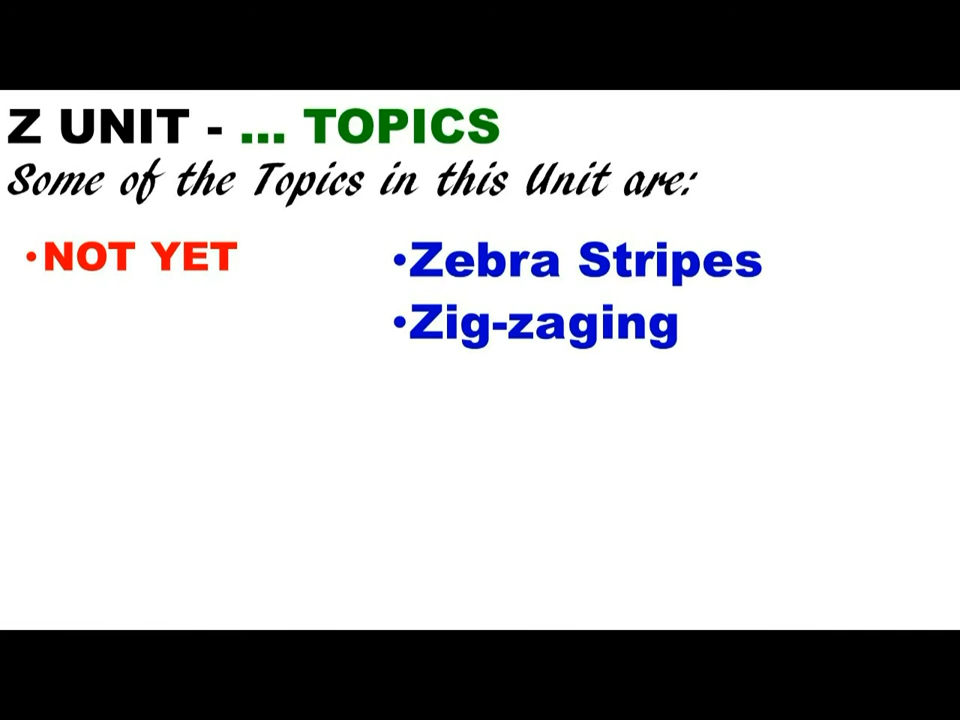 Z UNIT - ... TOPICS
Some of the Topics in this Unit are:
•NOT YET
•Zebra Stripes
•Zig-zaging